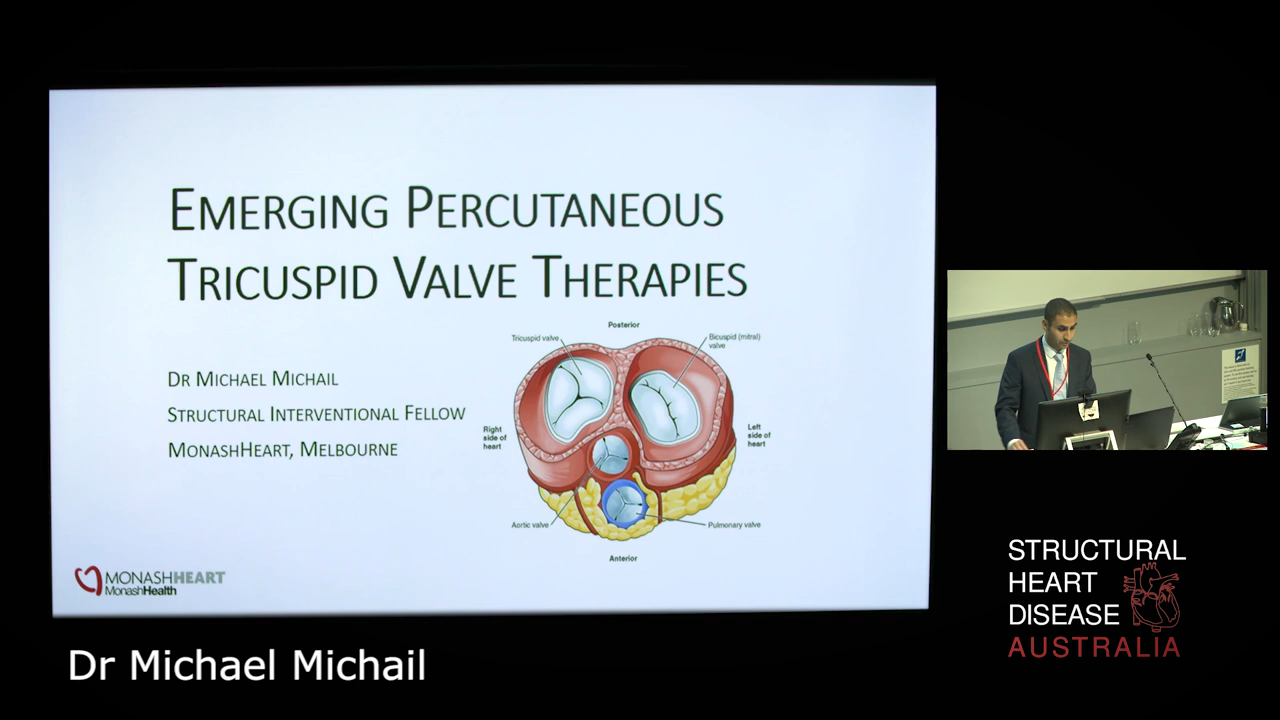 EMERGING PERCUTANEOUS
TRICUSPID VALVE THERAPIES
DR MICHAEL MICHAIL
STRUCTURAL INTERVENTIONAL FELLOW
MONASHHEART, MELBOURNE
Posterior
Tricuspid valve
Bicuspid (mitral)
valve
Right
side of
heart
Left
side of
heart
Aortic valve
Pulmonary valve
Anterior
MONASHHEART
MonashHealth
Dr Michael Michail
STRUCTURAL
HEART
DISEASE
AUSTRALIA